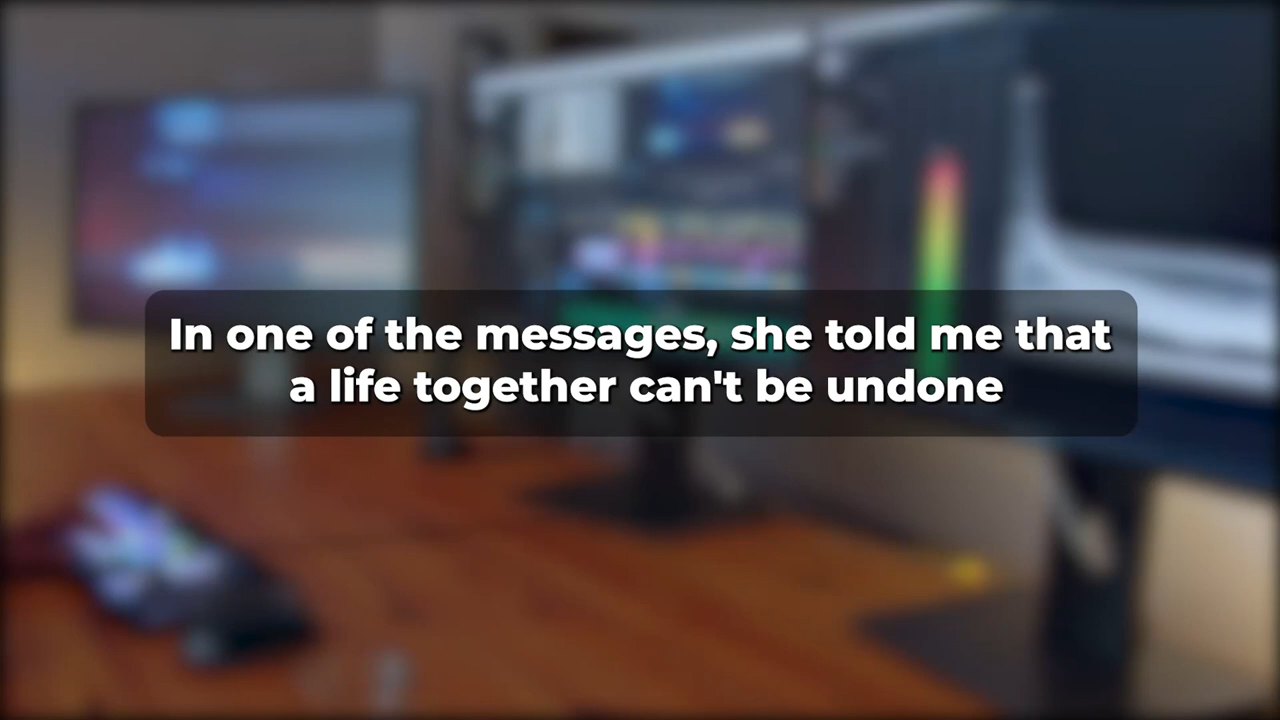 In one of the messages, she told me that
a life together can't be undone